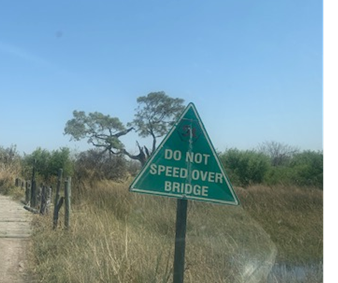 DO NOT
SPEED OVER
BRIDGE